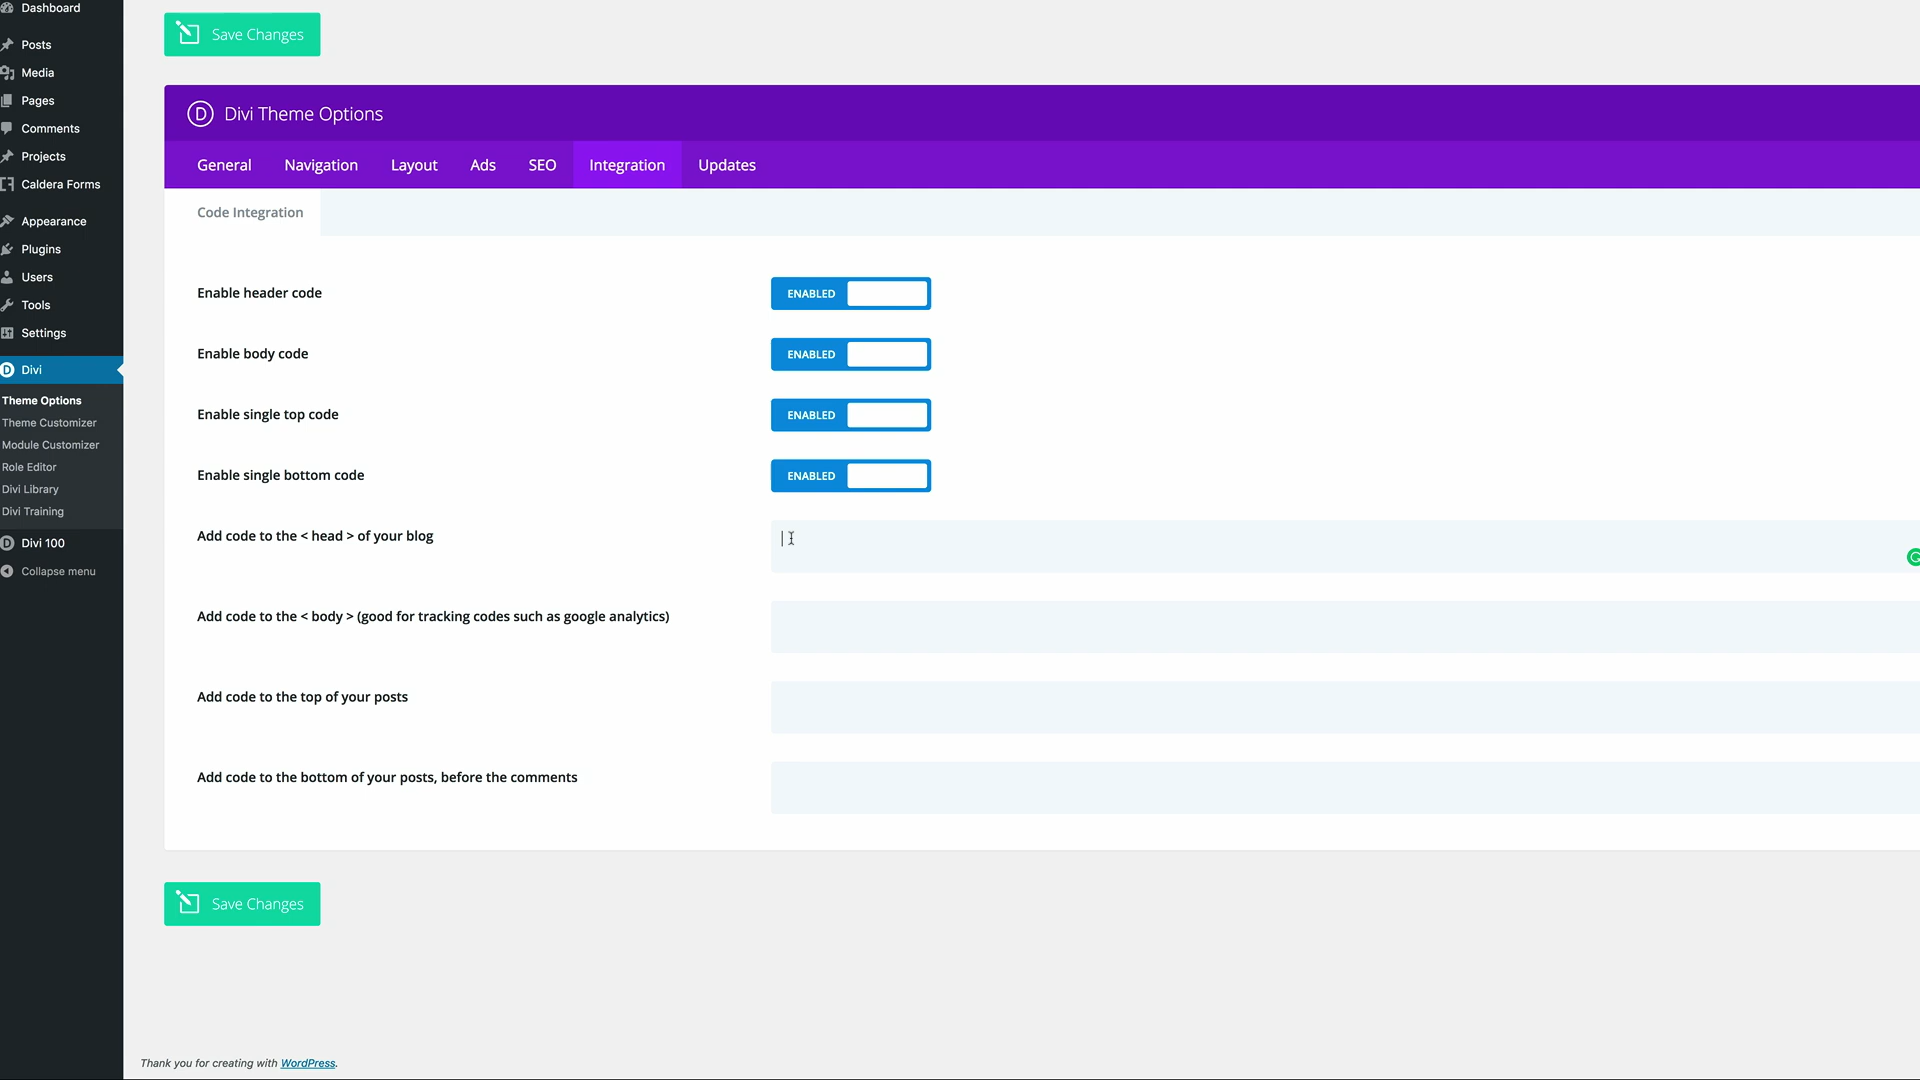 Dashboard
Posts
Media
Pages
Comments
Projects
Caldera Forms
Appearance
Plugins
Users
Tools
Settings
Divi
Theme Options
Theme Customizer
Module Customizer
Role Editor
Divi Library
Divi Training
Divi 100
Collapse menu
Save Changes
D Divi Theme Options
General Navigation Layout Ads SEO Integration Updates
Code Integration
Enable header code ENABLED
Enable body code ENABLED
Enable single top code ENABLED
Enable single bottom code ENABLED
Add code to the < head > of your blog
Add code to the < body > (good for tracking codes such as google analytics)
Add code to the top of your posts
Add code to the bottom of your posts, before the comments
Save Changes
Thank you for creating with WordPress.